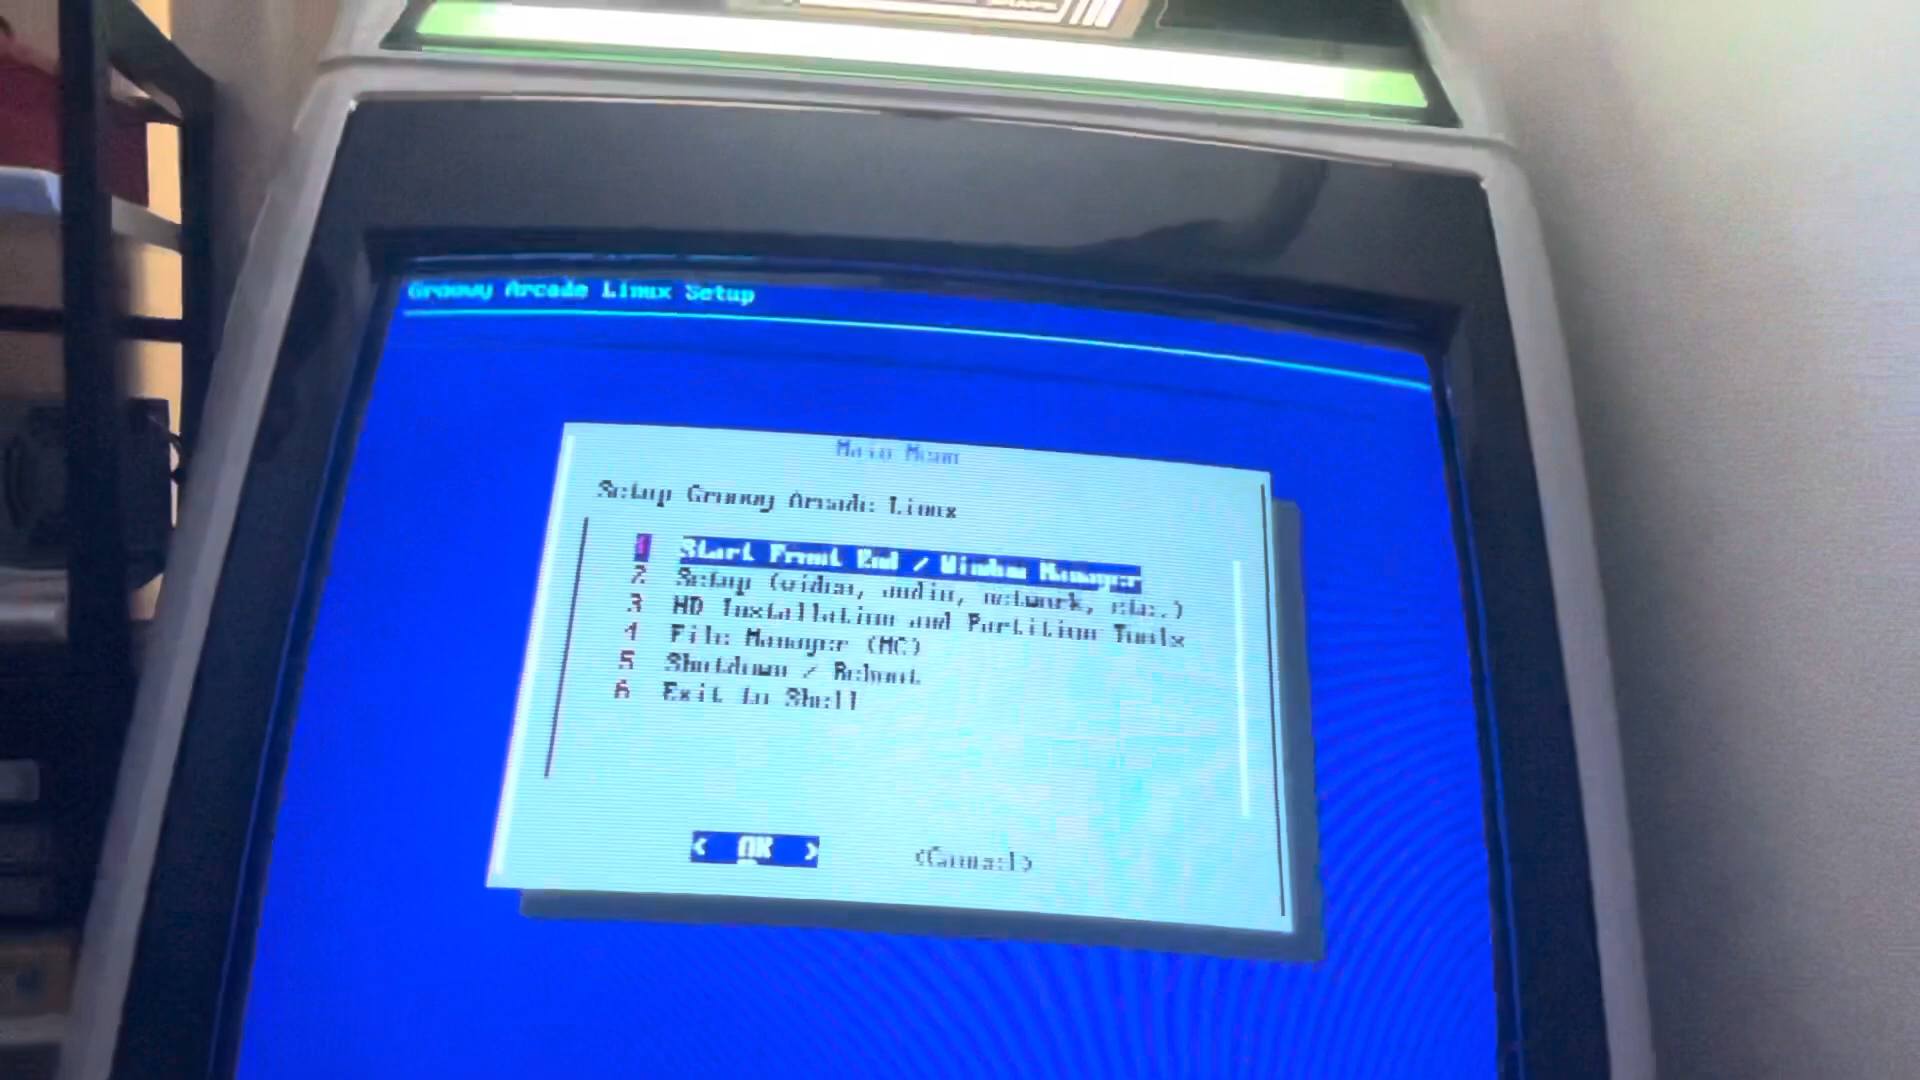 Groovy Arcade Linux Setup
Main Menu
Setup Groovy Arcade Linux
1 Start Front End / Window Manager
2 Setup (video, audio, network, etc.)
3 HD Installation and Partition Tools
4 File Manager (MC)
5 Shutdown / Reboot
6 Exit to Shell
< OK > <Cancel>